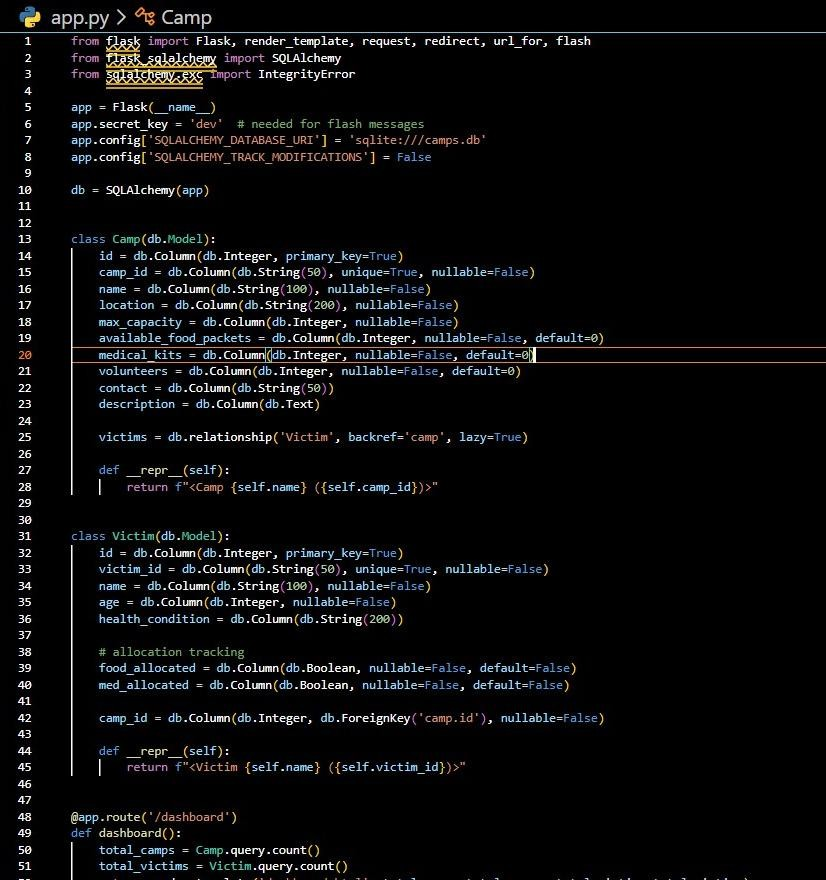 app.py > Camp
1 from flask import Flask, render_template, request, redirect, url_for, flash
2 from flask_sqlalchemy import SQLAlchemy
3 from sqlalchemy.exc import IntegrityError
4
5 app = Flask(__name__)
6 app.secret_key = 'dev'  # needed for flash messages
7 app.config['SQLALCHEMY_DATABASE_URI'] = 'sqlite:///camps.db'
8 app.config['SQLALCHEMY_TRACK_MODIFICATIONS'] = False
9
10 db = SQLAlchemy(app)
11
12
13 class Camp(db.Model):
14     id = db.Column(db.Integer, primary_key=True)
15     camp_id = db.Column(db.String(50), unique=True, nullable=False)
16     name = db.Column(db.String(100), nullable=False)
17     location = db.Column(db.String(200), nullable=False)
18     max_capacity = db.Column(db.Integer, nullable=False)
19     available_food_packets = db.Column(db.Integer, nullable=False, default=0)
20     medical_kits = db.Column(db.Integer, nullable=False, default=0)
21     volunteers = db.Column(db.Integer, nullable=False, default=0)
22     contact = db.Column(db.String(50))
23     description = db.Column(db.Text)
24
25     victims = db.relationship('Victim', backref='camp', lazy=True)
26
27     def __repr__(self):
28         return f"<Camp {self.name} ({self.camp_id})>"
29
30
31 class Victim(db.Model):
32     id = db.Column(db.Integer, primary_key=True)
33     victim_id = db.Column(db.String(50), unique=True, nullable=False)
34     name = db.Column(db.String(100), nullable=False)
35     age = db.Column(db.Integer, nullable=False)
36     health_condition = db.Column(db.String(200))
37
38     # allocation tracking
39     food_allocated = db.Column(db.Boolean, nullable=False, default=False)
40     med_allocated = db.Column(db.Boolean, nullable=False, default=False)
41
42     camp_id = db.Column(db.Integer, db.ForeignKey('camp.id'), nullable=False)
43
44     def __repr__(self):
45         return f"<Victim {self.name} ({self.victim_id})>"
46
47
48 @app.route('/dashboard')
49 def dashboard():
50     total_camps = Camp.query.count()
51     total_victims = Victim.query.count()